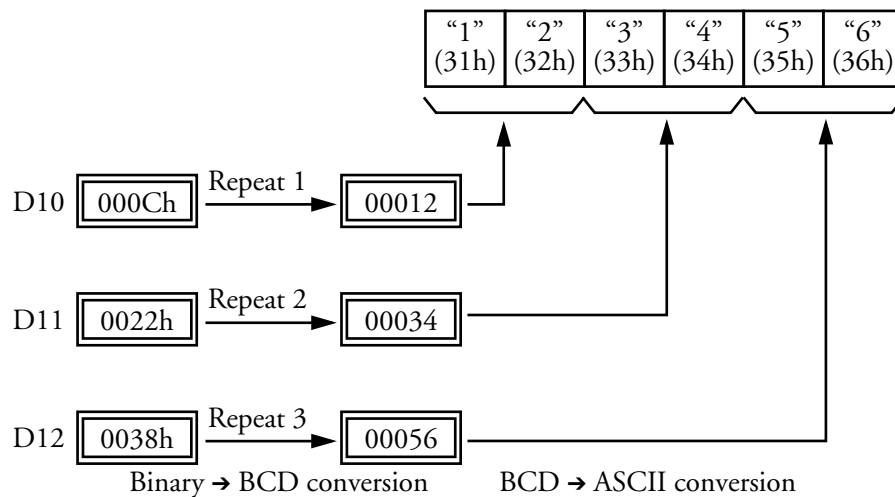 “1” “2” “3” “4” “5” “6”
(31h) (32h) (33h) (34h) (35h) (36h)
D10 000Ch Repeat 1 00012
D11 0022h Repeat 2 00034
D12 0038h Repeat 3 00056
Binary → BCD conversion BCD → ASCII conversion